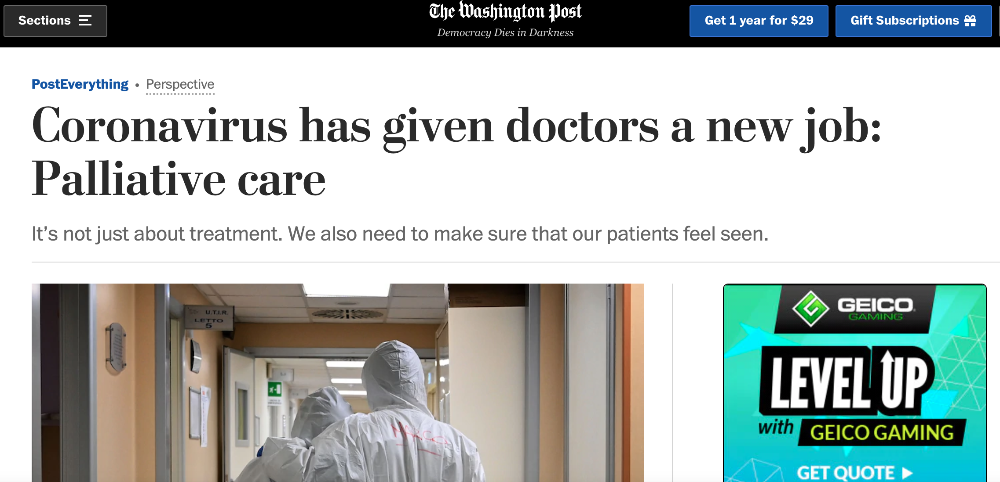 Sections
The Washington Post
Democracy Dies in Darkness
Get 1 year for $29
Gift Subscriptions
PostEverything • Perspective
Coronavirus has given doctors a new job:
Palliative care
It's not just about treatment. We also need to make sure that our patients feel seen.
U.T.I.R.
LETTO
5
MARCO
GEICO
GAMING
LEVEL UP
with GEICO GAMING
GET QUOTE